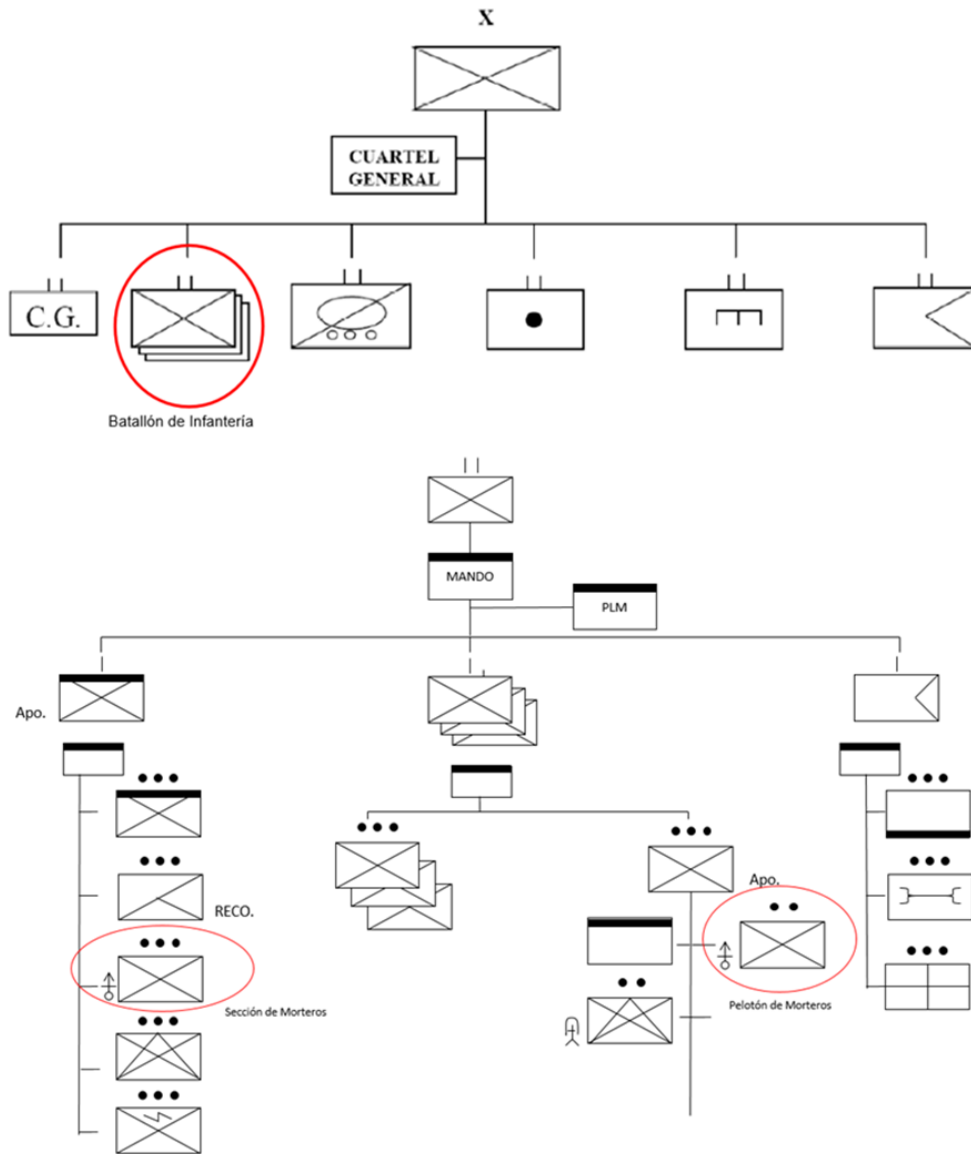 X
CUARTEL
GENERAL
C.G.
Batallón de Infantería
MANDO
PLM
Apo.
RECO.
Sección de Morteros
Apo.
Pelotón de Morteros